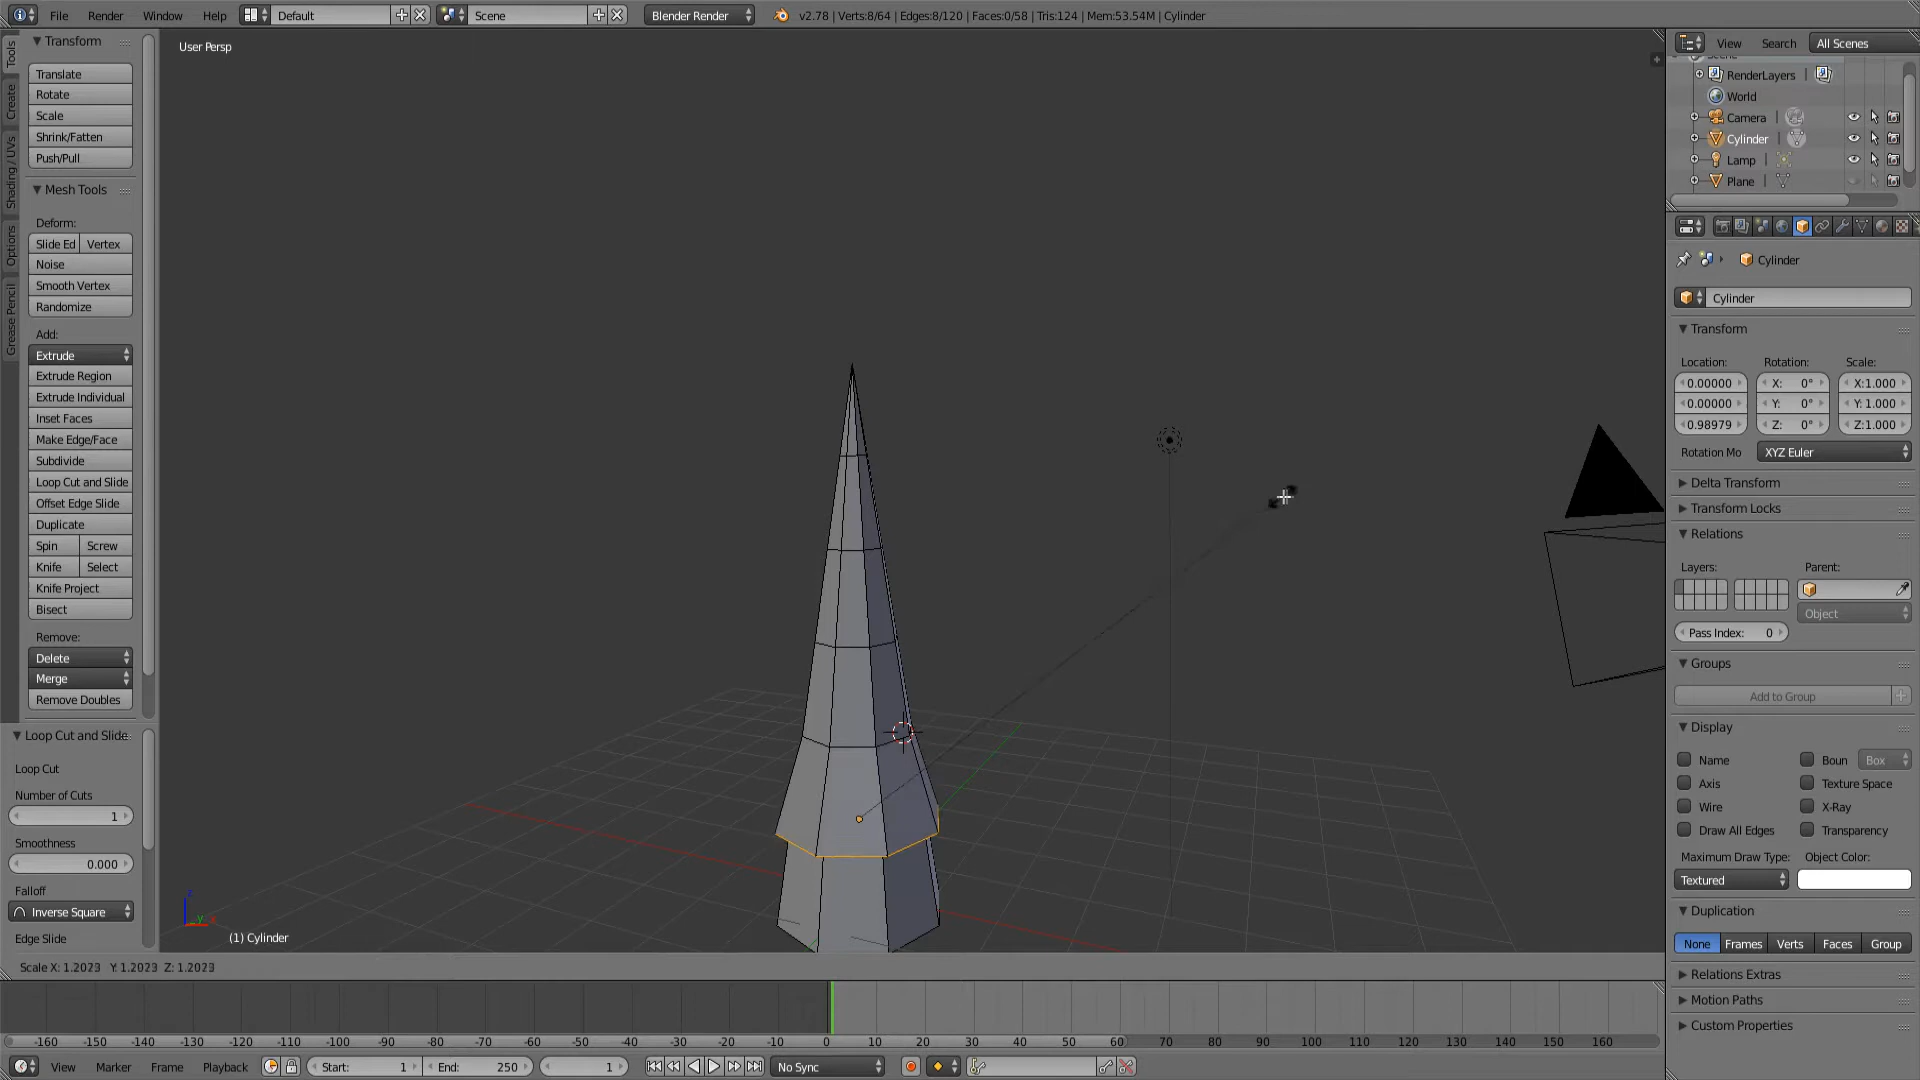 File Render Window Help Default Scene Blender Render v2.78 | Verts:8/64 | Edges:8/120 | Faces:0/58 | Tris:124 | Mem:53.54M | Cylinder
Tools
Create
Shading / UVs
Options
Grease Pencil
Transform
Translate
Rotate
Scale
Shrink/Fatten
Push/Pull
Mesh Tools
Deform:
Slide Ed Vertex
Noise
Smooth Vertex
Randomize
Add:
Extrude
Extrude Region
Extrude Individual
Inset Faces
Make Edge/Face
Subdivide
Loop Cut and Slide
Offset Edge Slide
Duplicate
Spin Screw
Knife Select
Knife Project
Bisect
Remove:
Delete
Merge
Remove Doubles
Loop Cut and Slide
Loop Cut
Number of Cuts
1
Smoothness
0.000
Falloff
Inverse Square
Edge Slide
User Persp
z
y x
(1) Cylinder
Scale X: 1.2023 Y: 1.2023 Z: 1.2023
-160 -150 -140 -130 -120 -110 -100 -90 -80 -70 -60 -50 -40 -30 -20 -10 0 10 20 30 40 50 60 70 80 90 100 110 120 130 140 150 160
View Marker Frame Playback Start: 1 End: 250 1 No Sync
View Search All Scenes
RenderLayers |
World
Camera |
Cylinder |
Lamp |
Plane |
Cylinder
Cylinder
Transform
Location: Rotation: Scale:
0.00000 X: 0° X:1.000
0.00000 Y: 0° Y: 1.000
0.98979 Z: 0° Z:1.000
Rotation Mo XYZ Euler
Delta Transform
Transform Locks
Relations
Layers: Parent:
Object
Pass Index: 0
Groups
Add to Group
Display
Name Boun Box
Axis Texture Space
Wire X-Ray
Draw All Edges Transparency
Maximum Draw Type: Object Color:
Textured
Duplication
None Frames Verts Faces Group
Relations Extras
Motion Paths
Custom Properties